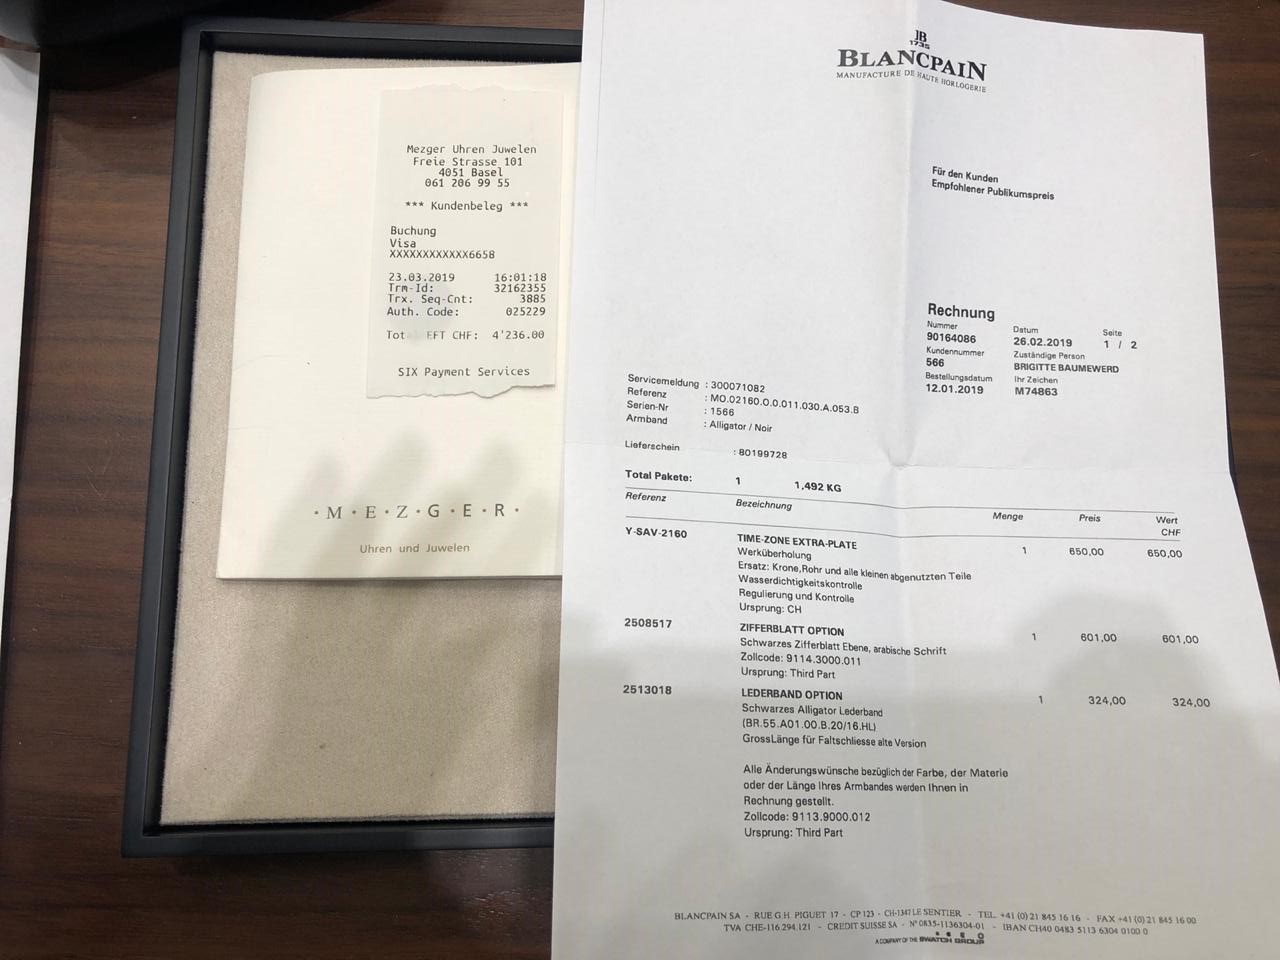 Mezger Uhren Juwelen
Freie Strasse 101
4051 Basel
061 206 99 55
*** Kundenbeleg ***
Buchung
Visa
XXXXXXXXXXXX6658
23.03.2019 16:01:18
Trm-Id: 32162355
Trx. Seq-Cnt: 3885
Auth. Code: 025229
Total EFT CHF: 4'236.00
SIX Payment Services
·M·E·Z·G·E·R·
Uhren und Juwelen
JB
1735
BLANCPAIN
MANUFACTURE DE HAUTE HORLOGERIE
Für den Kunden
Empfohlener Publikumspreis
Rechnung
Nummer Datum Seite
90164086 26.02.2019 1 / 2
Kundennummer Zuständige Person
566 BRIGITTE BAUMEWERD
Bestellungsdatum Ihr Zeichen
12.01.2019 M74863
Servicemeldung : 300071082
Referenz : MO.02160.O.O.011.030.A.053.B
Serien-Nr : 1566
Armband : Alligator / Noir
Lieferschein : 80199728
Total Pakete: 1 1,492 KG
Referenz Bezeichnung Menge Preis Wert
CHF
Y-SAV-2160 TIME-ZONE EXTRA-PLATE 1 650,00 650,00
Werküberholung
Ersatz: Krone,Rohr und alle kleinen abgenutzten Teile
Wasserdichtigkeitskontrolle
Regulierung und Kontrolle
Ursprung: CH
2508517 ZIFFERBLATT OPTION 1 601,00 601,00
Schwarzes Zifferblatt Ebene, arabische Schrift
Zollcode: 9114.3000.011
Ursprung: Third Part
2513018 LEDERBAND OPTION 1 324,00 324,00
Schwarzes Alligator Lederband
(BR.55.A01.00.B.20/16.HL)
GrossLänge für Faltschliesse alte Version
Alle Änderungswünsche bezüglich der Farbe, der Materie
oder der Länge Ihres Armbandes werden Ihnen in
Rechnung gestellt.
Zollcode: 9113.9000.012
Ursprung: Third Part
BLANCPAIN SA - RUE G.H. PIGUET 17 - CP 123 - CH-1347 LE SENTIER - TEL. +41 (0) 21 845 16 16 - FAX +41 (0) 21 845 16 00
TVA CHE-116.294.121 - CREDIT SUISSE SA - N° 0835-1136304-01 - IBAN CH40 0483 5113 6304 0100 0
A COMPANY OF THE SWATCH GROUP